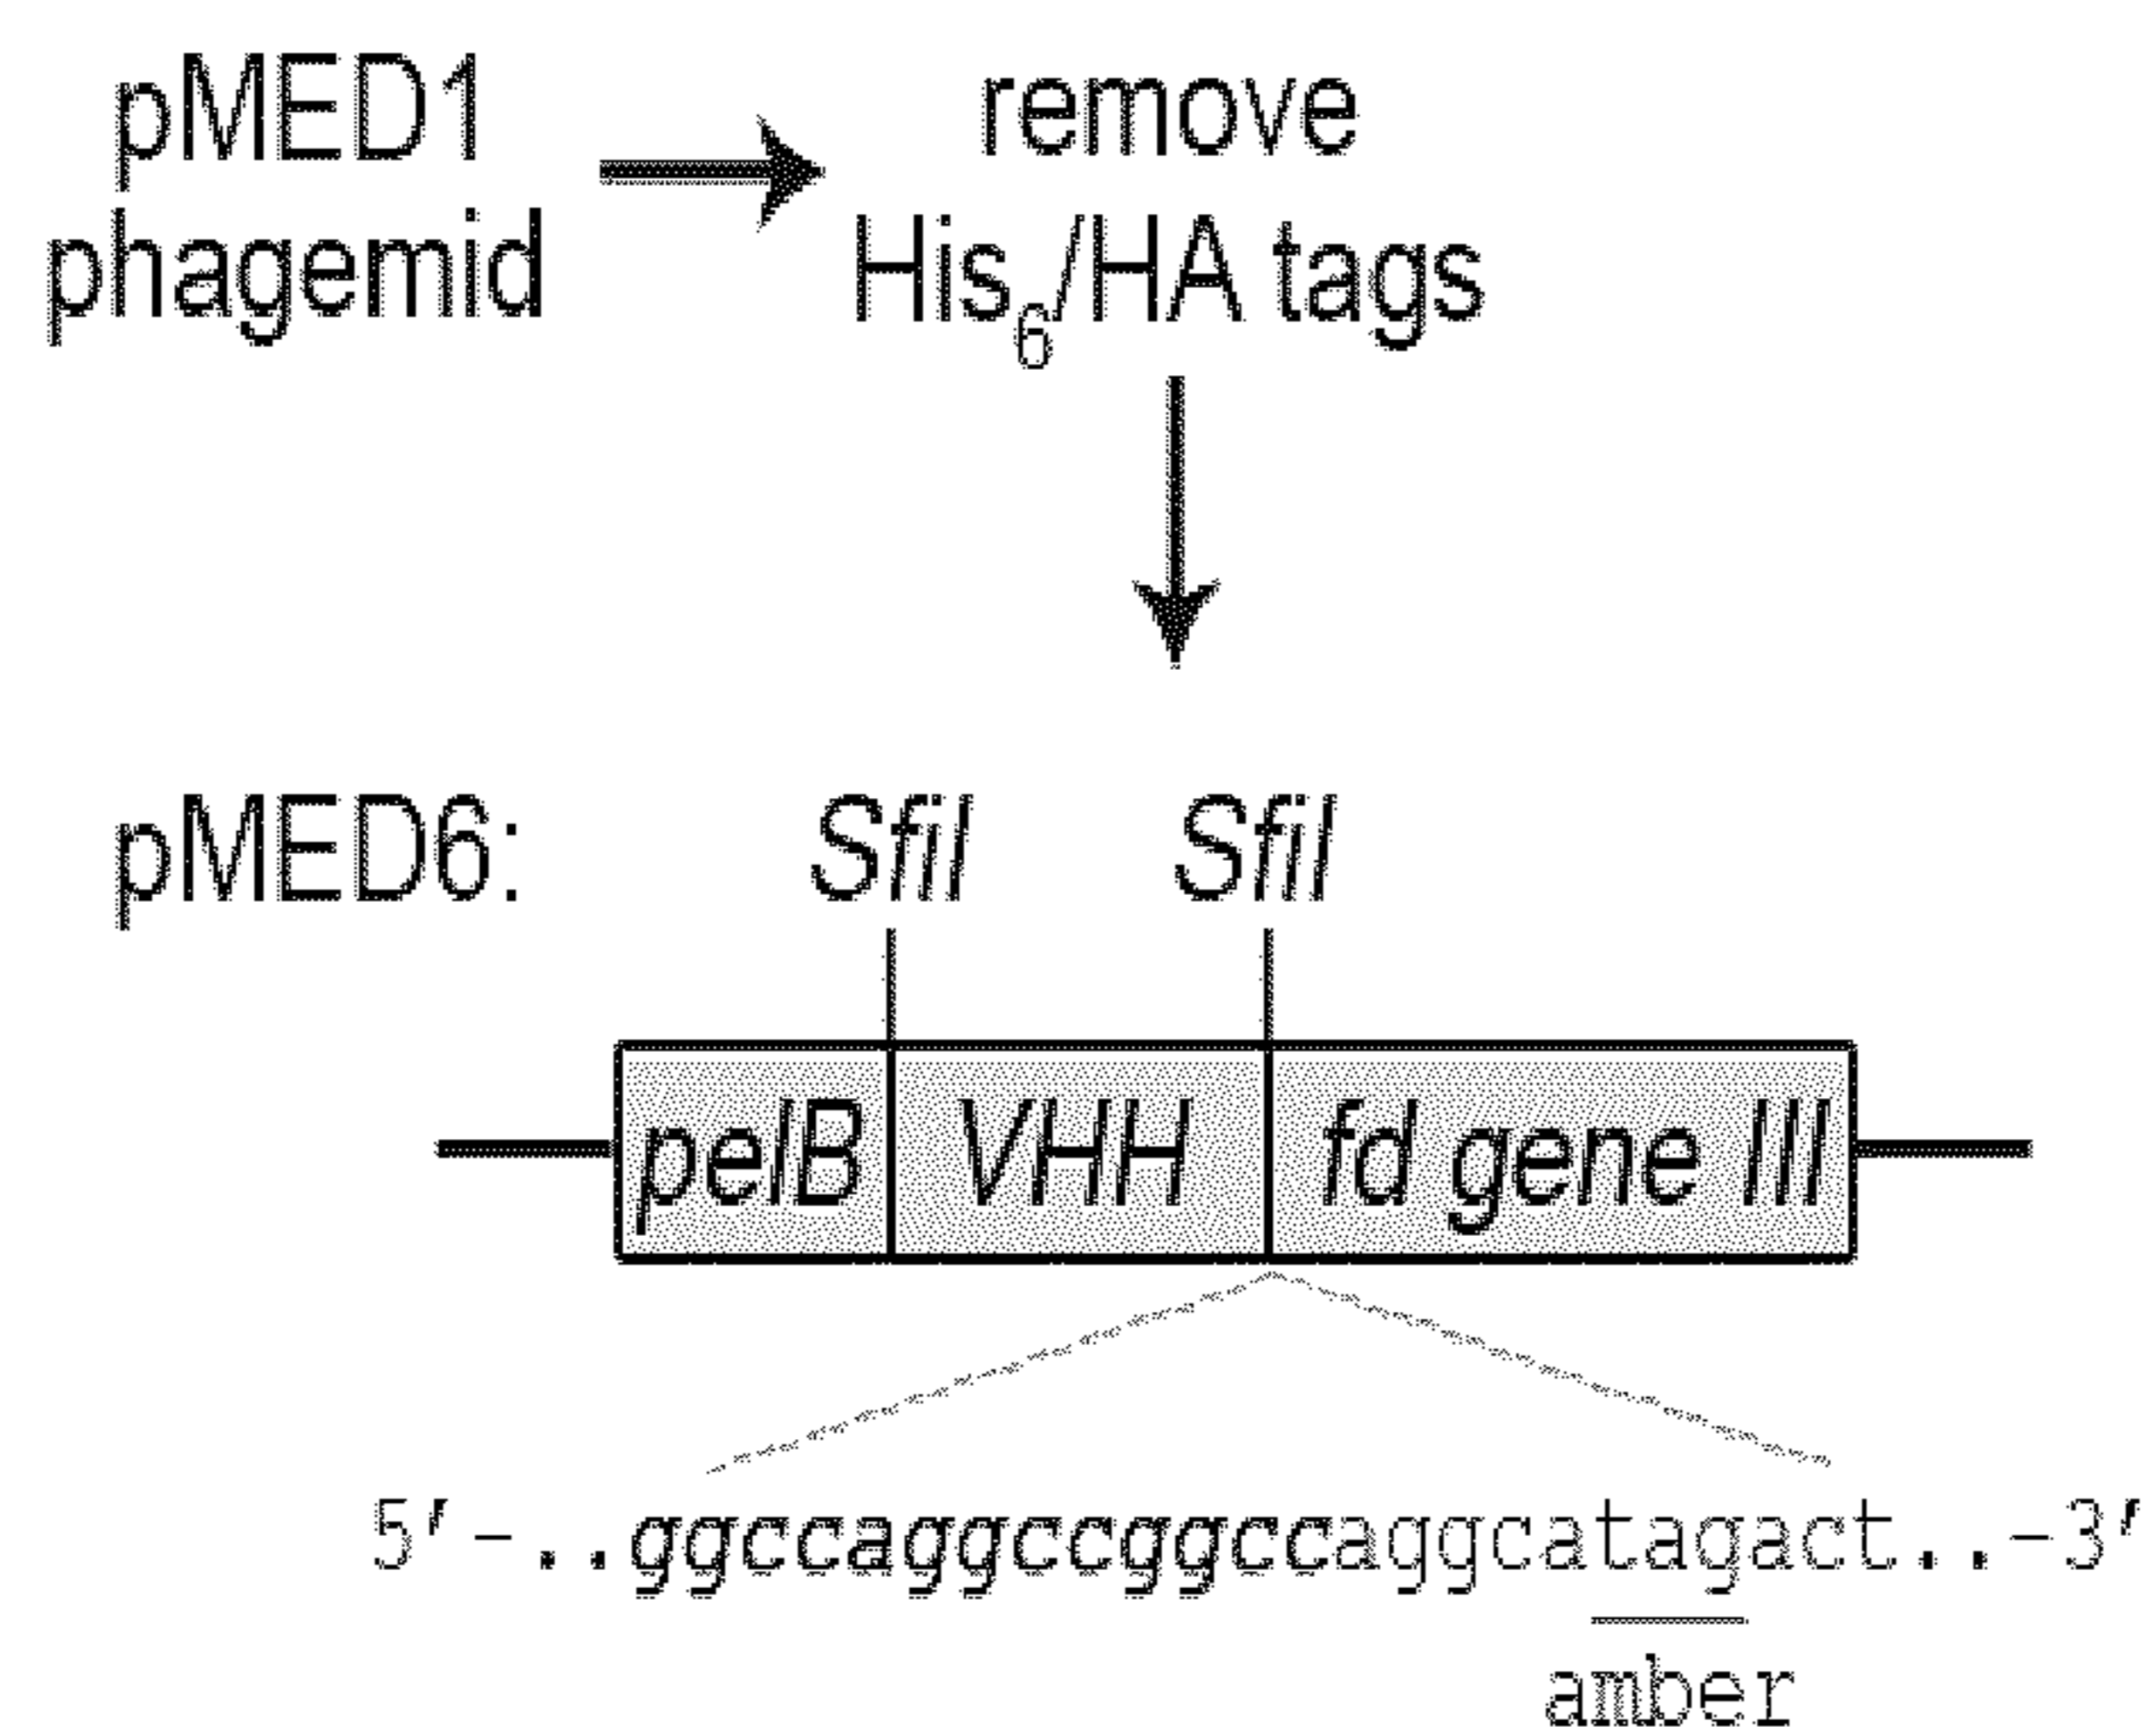 pMED1
phagemid
remove
His6/HA tags
pMED6:
SfiI SfiI
pelB VHH fd gene III
5'-..ggccaggccggccaggcatagact..-3'
amber